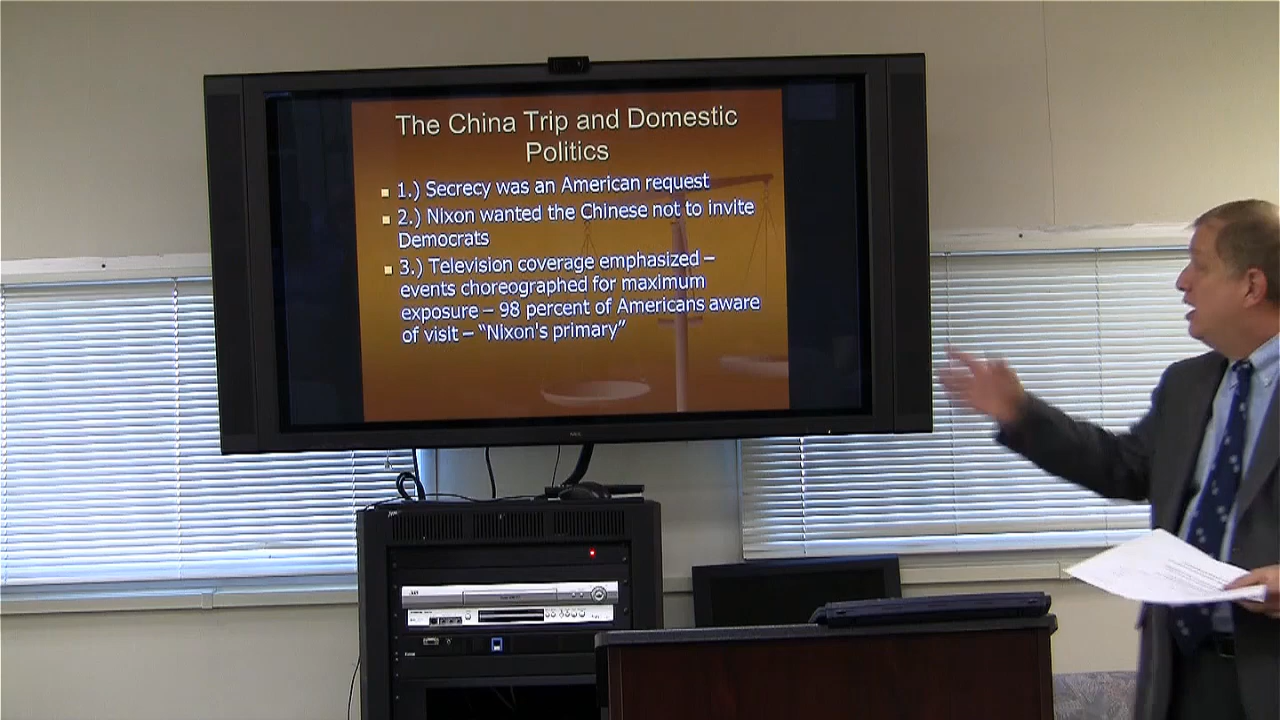 The China Trip and Domestic
Politics
1.) Secrecy was an American request
2.) Nixon wanted the Chinese not to invite
Democrats
3.) Television coverage emphasized –
events choreographed for maximum
exposure – 98 percent of Americans aware
of visit – “Nixon's primary”
NEC
JVC